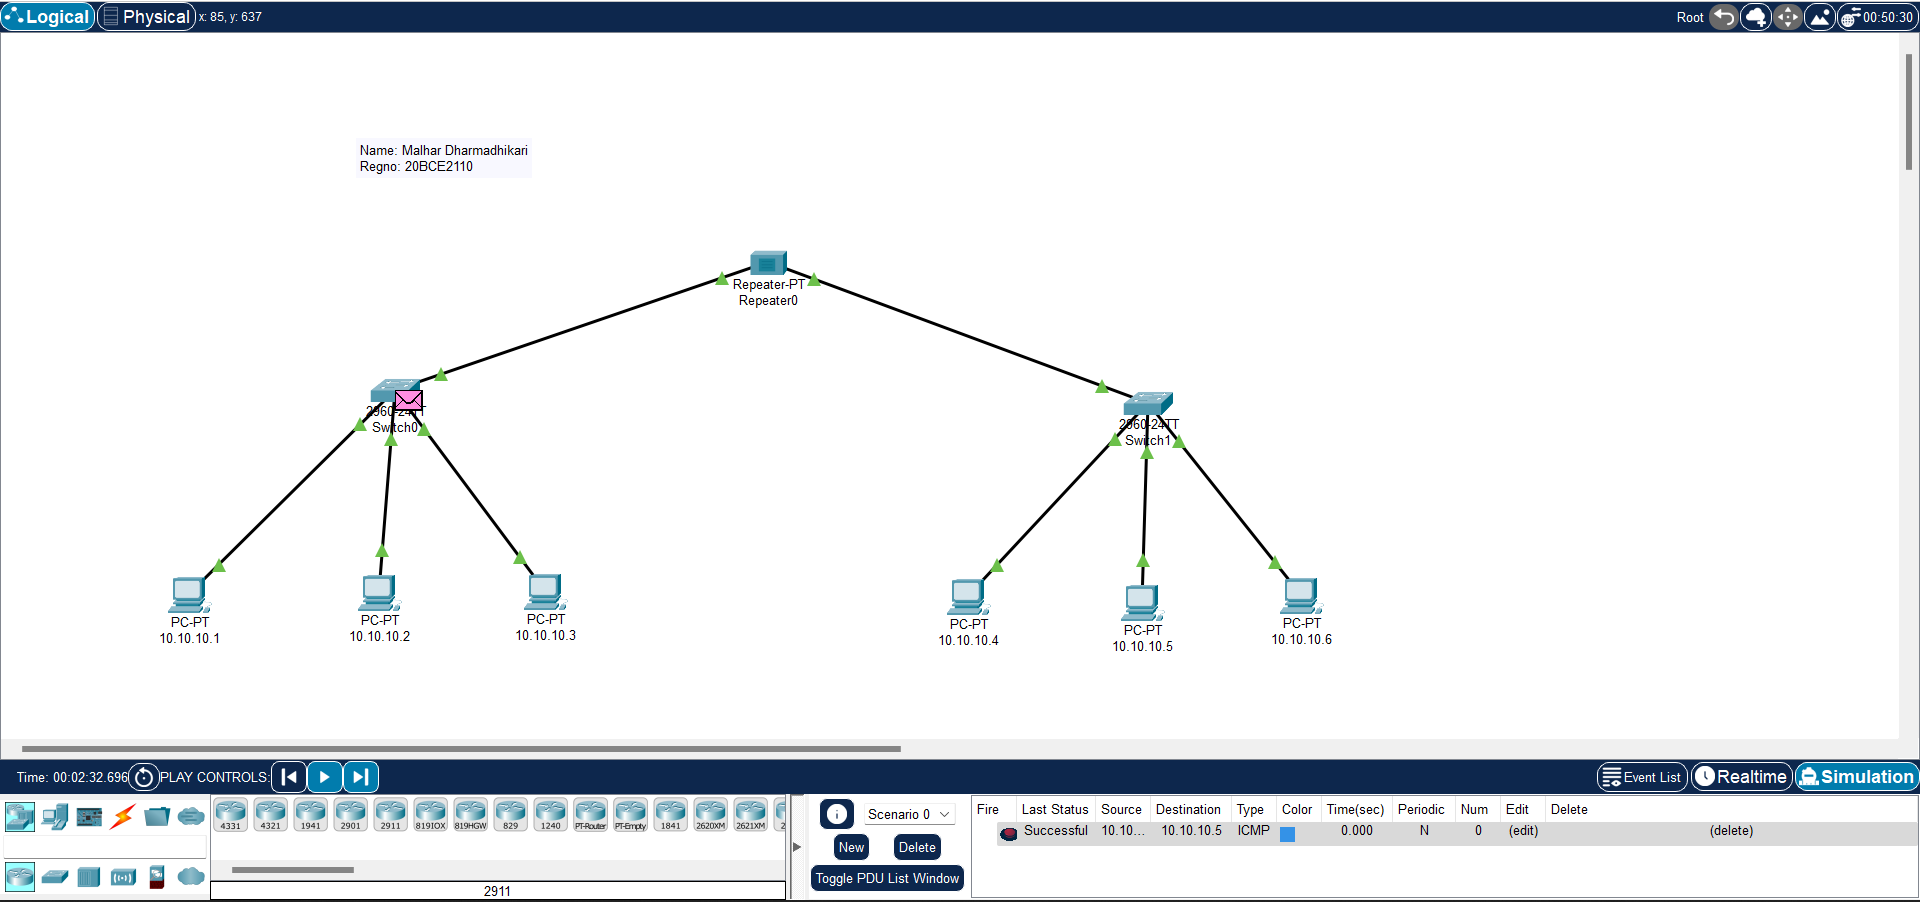 Logical Physical x: 85, y: 637 Root 00:50:30
Name: Malhar Dharmadhikari
Regno: 20BCE2110
Repeater-PT
Repeater0
2960-24TT
Switch0
2960-24TT
Switch1
PC-PT
10.10.10.1
PC-PT
10.10.10.2
PC-PT
10.10.10.3
PC-PT
10.10.10.4
PC-PT
10.10.10.5
PC-PT
10.10.10.6
Time: 00:02:32.696 PLAY CONTROLS: Event List Realtime Simulation
4331 4321 1941 2901 2911 819IOX 819HGW 829 1240 PT-Router PT-Empty 1841 2620XM 2621XM 2
2911
Scenario 0
New Delete
Toggle PDU List Window
Fire Last Status Source Destination Type Color Time(sec) Periodic Num Edit Delete
Successful 10.10... 10.10.10.5 ICMP 0.000 N 0 (edit) (delete)